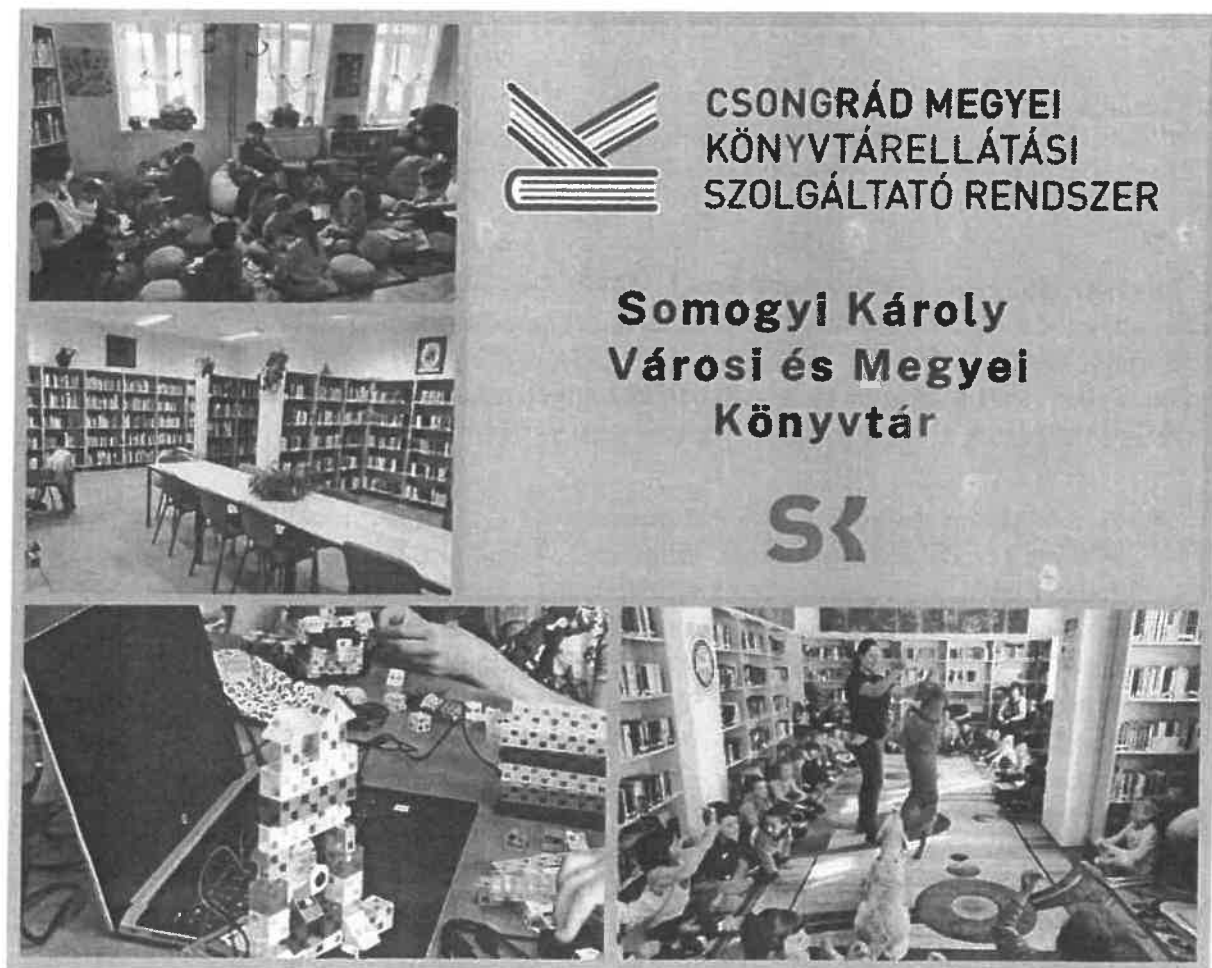 CSONGRÁD MEGYEI
KÖNYVTÁRELLÁTÁSI
SZOLGÁLTATÓ RENDSZER
Somogyi Károly
Városi és Megyei
Könyvtár
SK